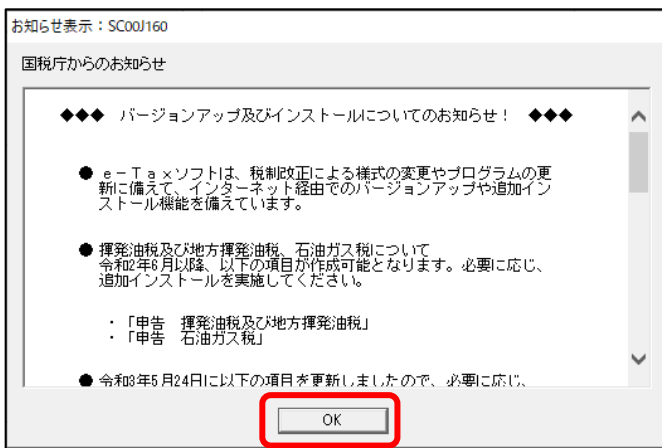 お知らせ表示：SC00J160
国税庁からのお知らせ
◆◆◆　バージョンアップ及びインストールについてのお知らせ！　◆◆◆
● ｅ－Ｔａｘソフトは、税制改正による様式の変更やプログラムの更
新に備えて、インターネット経由でのバージョンアップや追加イン
ストール機能を備えています。
● 揮発油税及び地方揮発油税、石油ガス税について
令和2年6月以降、以下の項目が作成可能となります。必要に応じ、
追加インストールを実施してください。
・「申告　揮発油税及び地方揮発油税」
・「申告　石油ガス税」
● 令和3年5月24日に以下の項目を更新しましたので、必要に応じ、
OK